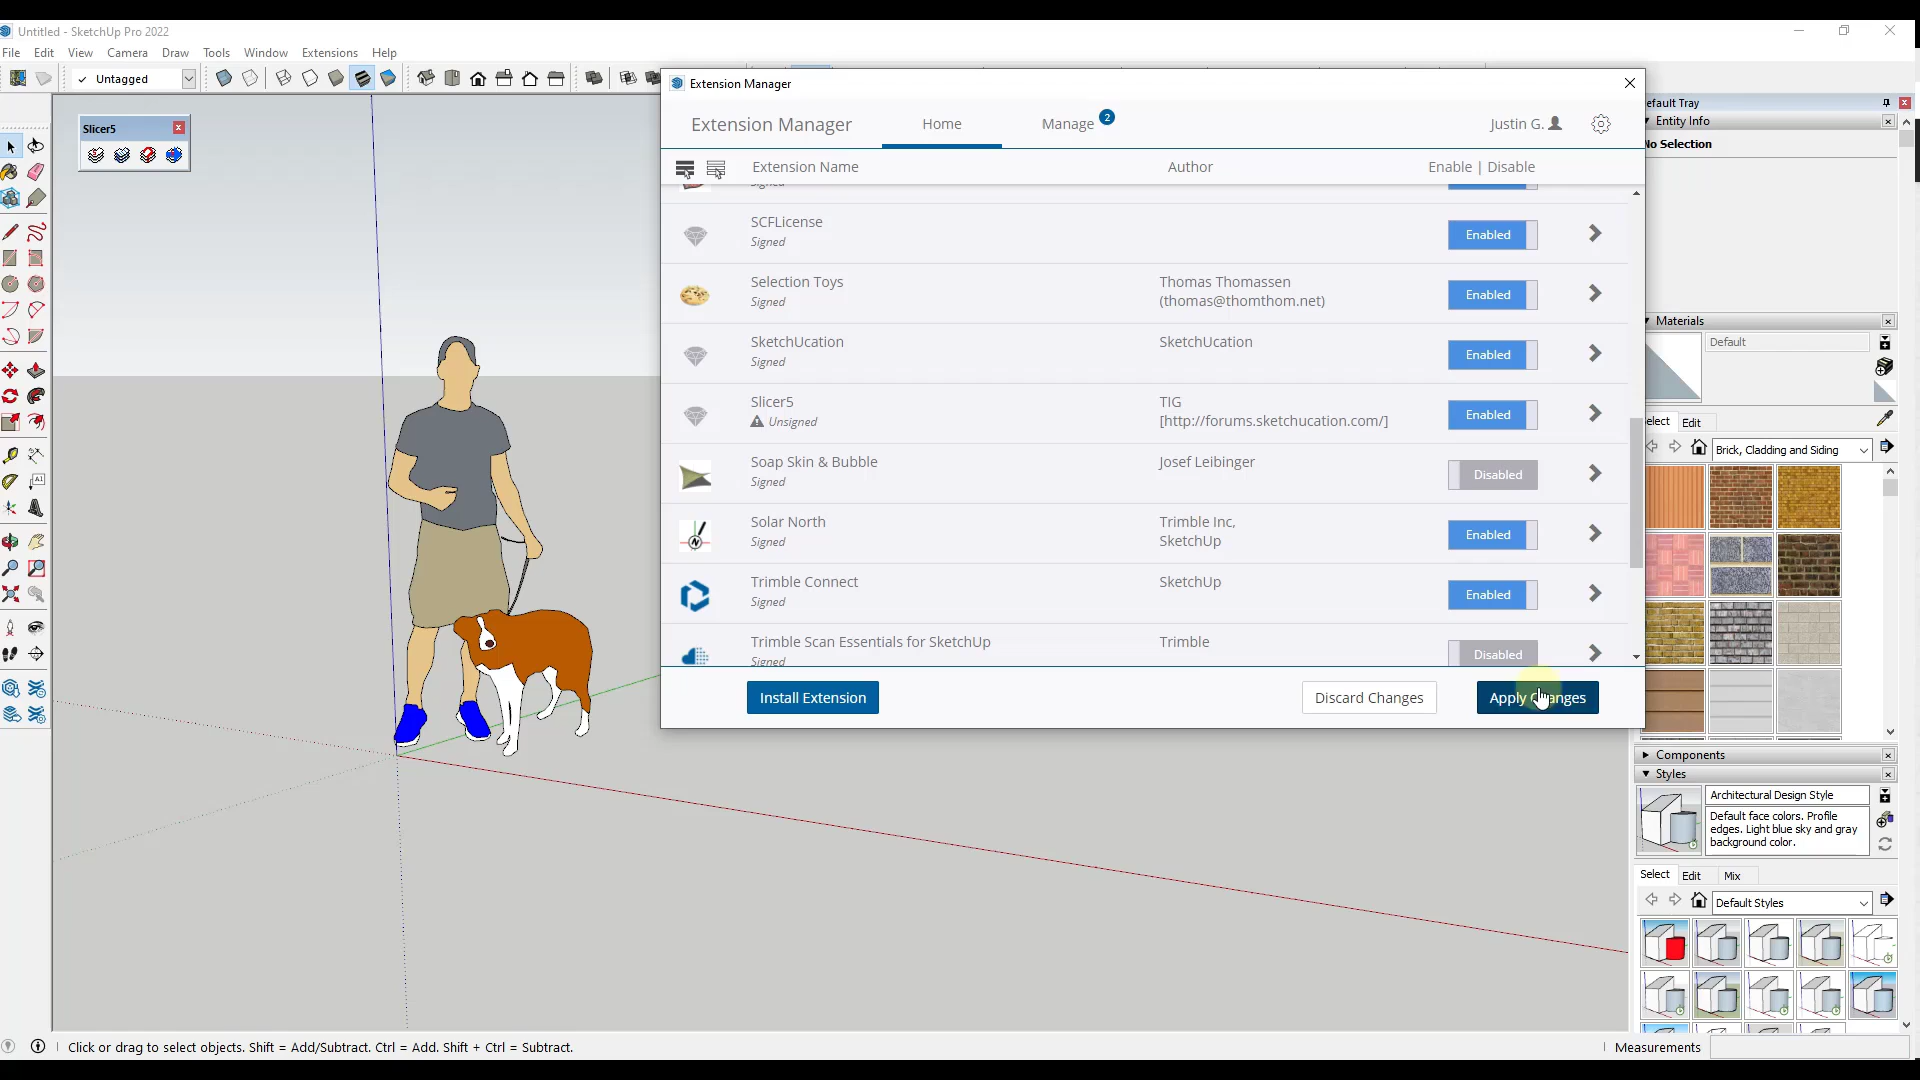 Untitled - SketchUp Pro 2022
File Edit View Camera Draw Tools Window Extensions Help
✓ Untagged
Slicer5
Extension Manager
Extension Manager Home Manage 2 Justin G.
Extension Name Author Enable | Disable
Signed
SCFLicense
Signed
Enabled
Selection Toys
Signed
Thomas Thomassen
(thomas@thomthom.net)
Enabled
SketchUcation
Signed
SketchUcation
Enabled
Slicer5
Unsigned
TIG
[http://forums.sketchucation.com/]
Enabled
Soap Skin & Bubble
Signed
Josef Leibinger
Disabled
Solar North
Signed
Trimble Inc,
SketchUp
Enabled
Trimble Connect
Signed
SketchUp
Enabled
Trimble Scan Essentials for SketchUp
Signed
Trimble
Disabled
Install Extension Discard Changes Apply Changes
efault Tray
Entity Info
No Selection
Materials
Default
elect Edit
Brick, Cladding and Siding
Components
Styles
Architectural Design Style
Default face colors. Profile
edges. Light blue sky and gray
background color.
Select Edit Mix
Default Styles
Click or drag to select objects. Shift = Add/Subtract. Ctrl = Add. Shift + Ctrl = Subtract.
Measurements